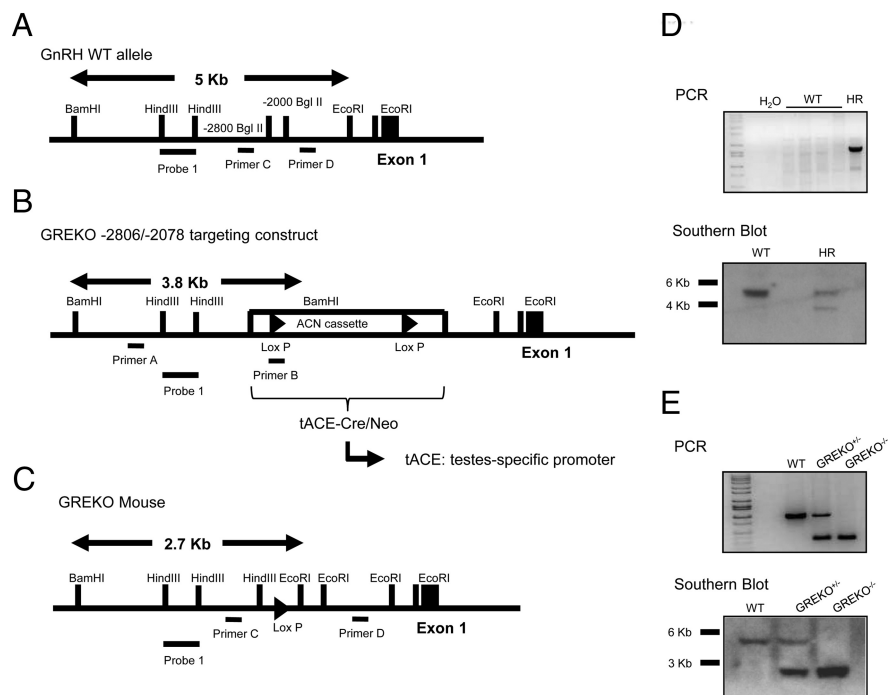 A
GnRH WT allele
5 Kb
-2000 Bgl II
BamHI HindIII HindIII EcoRI EcoRI
-2800 Bgl II
Probe 1 Primer C Primer D Exon 1
B
GREKO -2806/-2078 targeting construct
3.8 Kb
BamHI HindIII HindIII BamHI EcoRI EcoRI
ACN cassette
Primer A Lox P Lox P Exon 1
Probe 1 Primer B
tACE-Cre/Neo
tACE: testes-specific promoter
C
GREKO Mouse
2.7 Kb
BamHI HindIII HindIII HindIII EcoRI EcoRI EcoRI EcoRI
Primer C Lox P Primer D Exon 1
Probe 1
D
PCR
H2O WT HR
Southern Blot
WT HR
6 Kb
4 Kb
E
PCR
WT GREKO+/- GREKO-/-
Southern Blot
WT GREKO+/- GREKO-/-
6 Kb
3 Kb